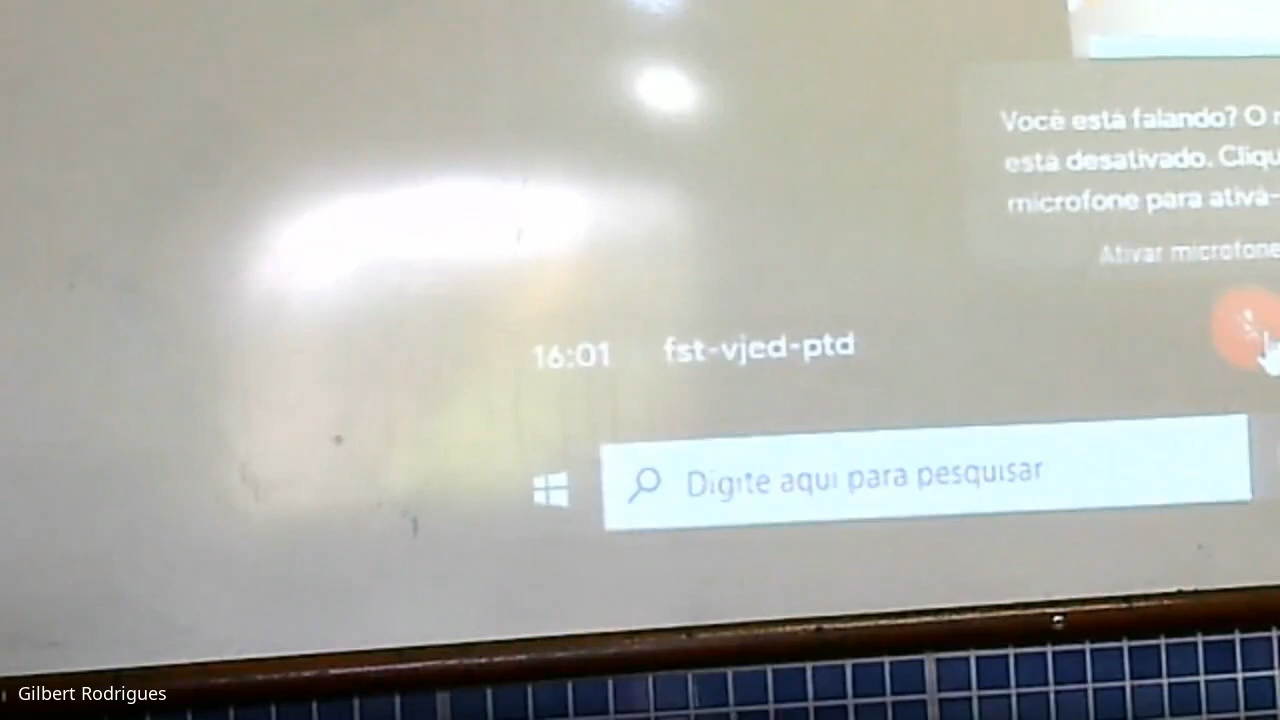 Você está falando? O
está desativado. Cliqu
microfone para ativá-
Ativar microfone
16:01 fst-vjed-ptd
Digite aqui para pesquisar
Gilbert Rodrigues